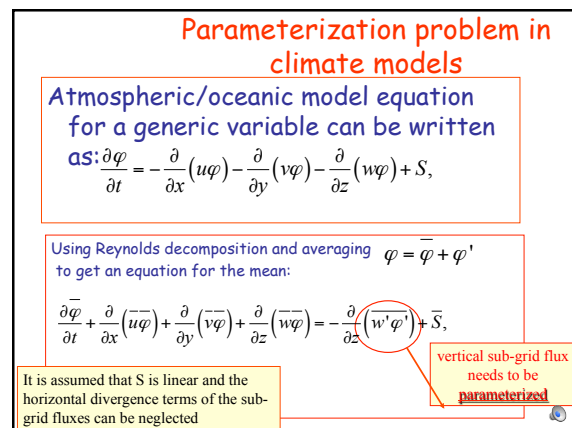 Parameterization problem in
climate models
Atmospheric/oceanic model equation
for a generic variable can be written
as: ∂φ/∂t = −∂/∂x(uφ) − ∂/∂y(vφ) − ∂/∂z(wφ) + S,
Using Reynolds decomposition and averaging φ = φ̅ + φ'
to get an equation for the mean:
∂φ̅/∂t + ∂/∂x(u̅φ̅) + ∂/∂y(v̅φ̅) + ∂/∂z(w̅φ̅) = −∂/∂z(\overline{w'φ'}) + S̅,
vertical sub-grid flux
needs to be
parameterized
It is assumed that S is linear and the
horizontal divergence terms of the sub-
grid fluxes can be neglected